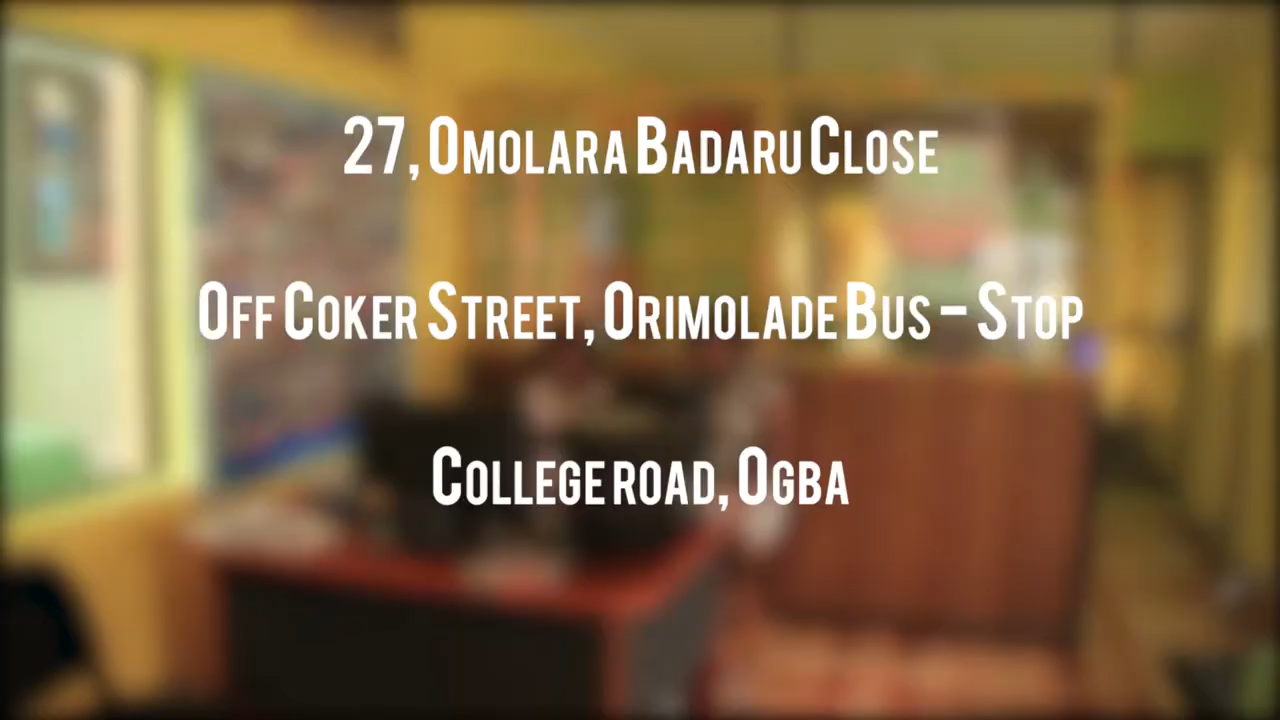 27, Omolara Badaru Close
Off Coker Street, Orimolade Bus - Stop
College road, Ogba